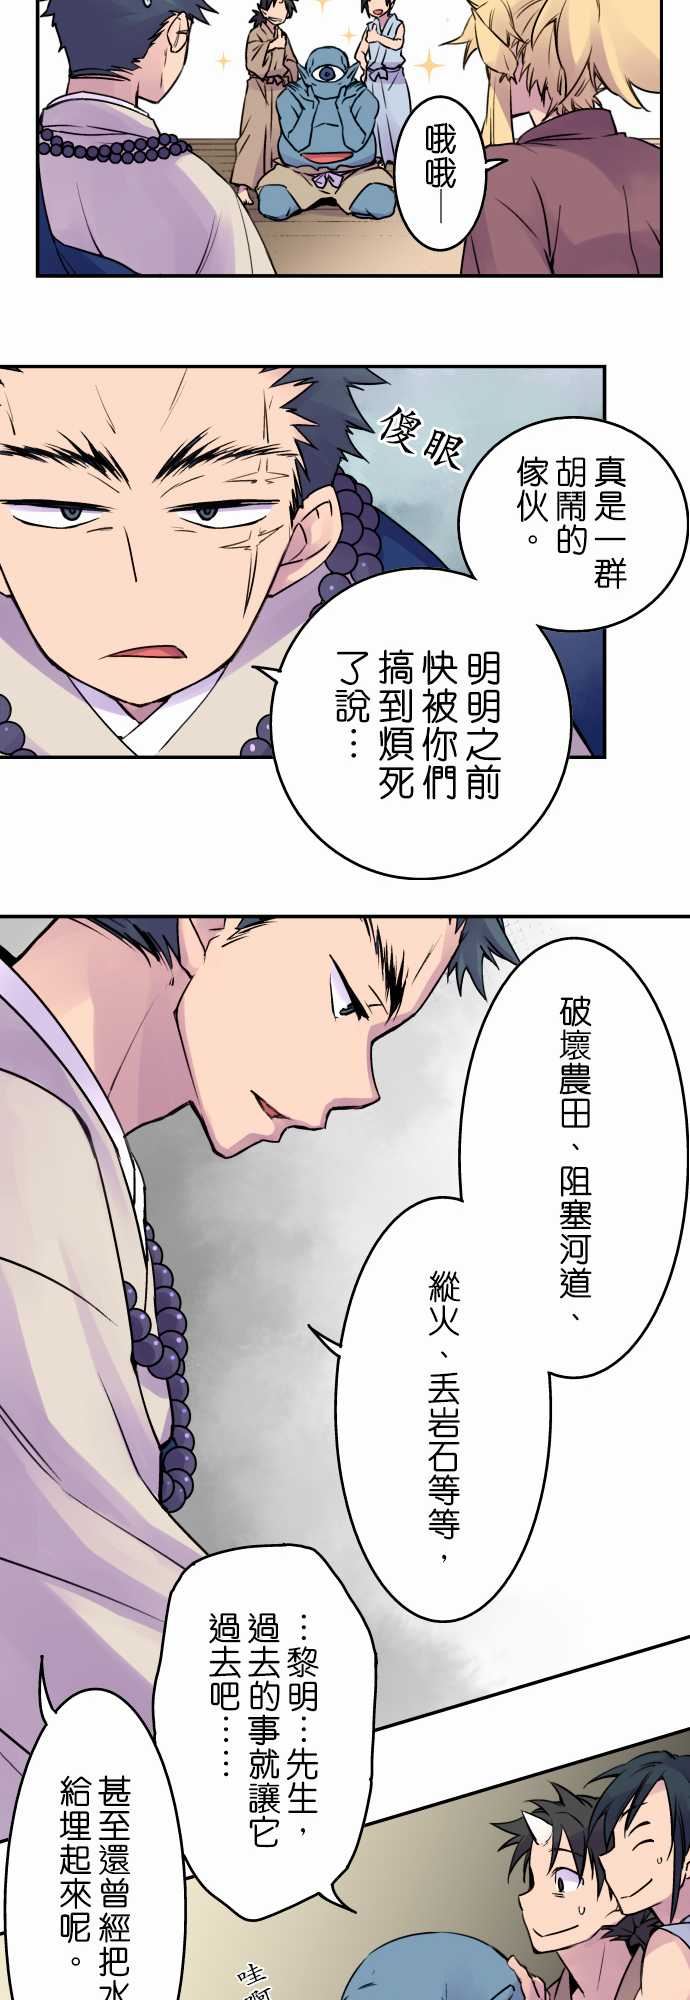 哦
哦—
傻眼
真是一群
胡鬧的
傢伙。
明明之前
快被你們
搞到煩死
了說…
破壞農田、阻塞河道、
縱火、丟岩石等等，
…黎明…先生，
過去的事就讓它
過去吧……
甚至還曾經把水
給埋起來呢。
哇啊